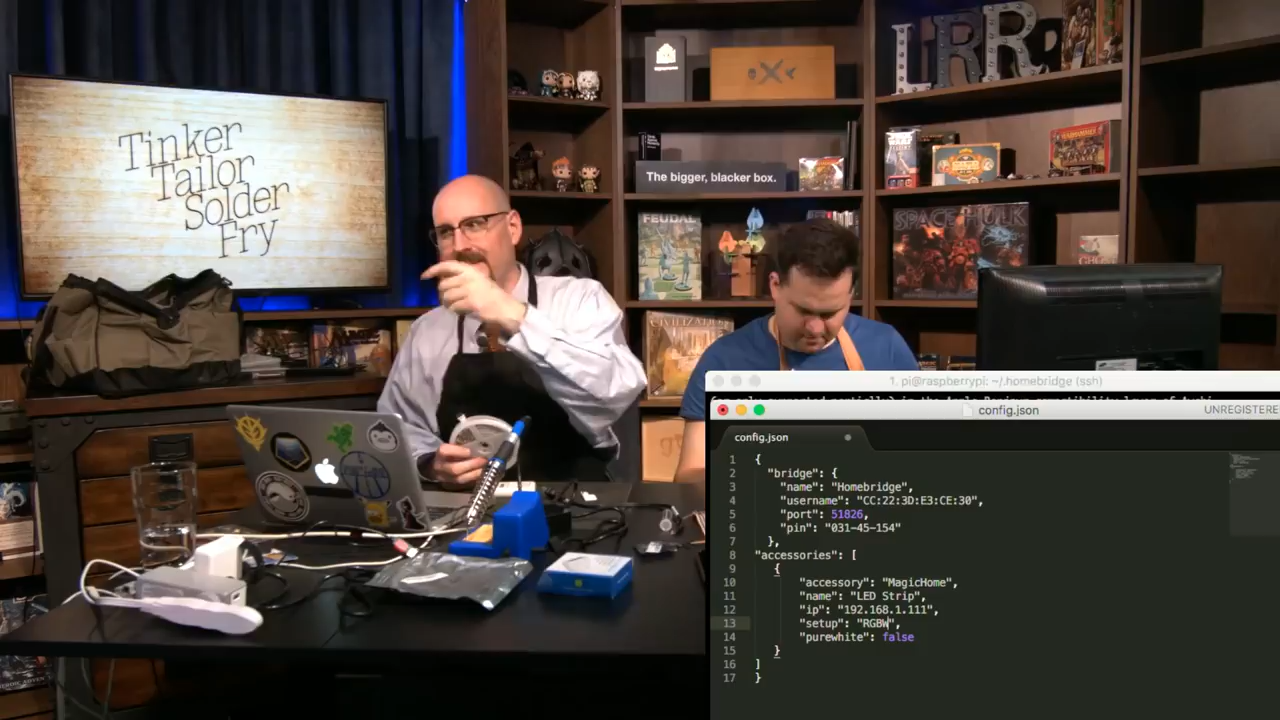 Tinker
Tailor
Solder
Fry
LRR
The bigger, blacker box.
FEUDAL
SPACE HULK
CIVILIZATION
1. pi@raspberrypi: ~/.homebridge (ssh)
config.json
UNREGISTERE
config.json
1 {
2 "bridge": {
3 "name": "Homebridge",
4 "username": "CC:22:3D:E3:CE:30",
5 "port": 51826,
6 "pin": "031-45-154"
7 },
8 "accessories": [
9 {
10 "accessory": "MagicHome",
11 "name": "LED Strip",
12 "ip": "192.168.1.111",
13 "setup": "RGBW",
14 "purewhite": false
15 }
16 ]
17 }